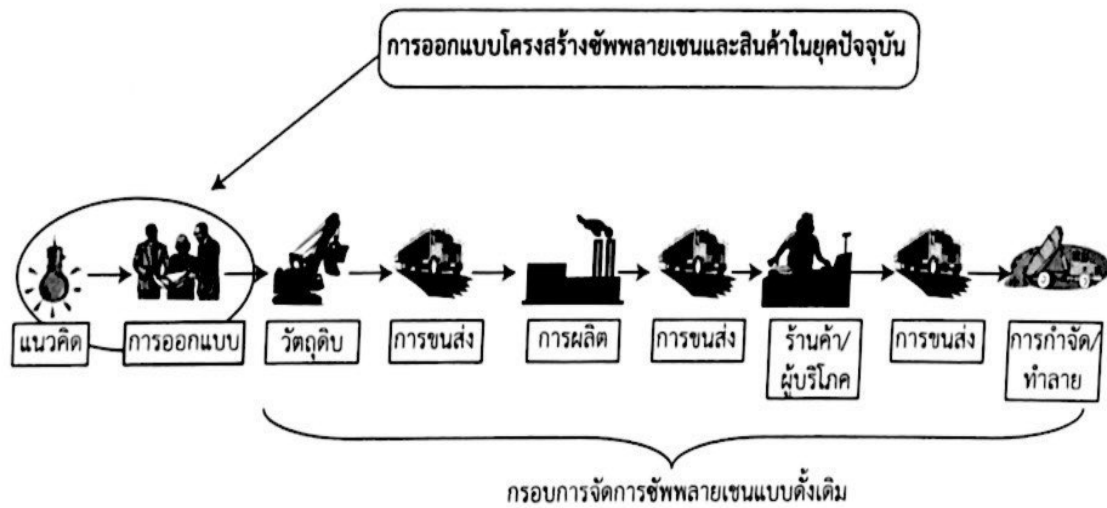 การออกแบบโครงสร้างซัพพลายเชนและสินค้าในยุคปัจจุบัน
แนวคิด
การออกแบบ
วัตถุดิบ
การขนส่ง
การผลิต
การขนส่ง
ร้านค้า/
ผู้บริโภค
การขนส่ง
การกำจัด/
ทำลาย
กรอบการจัดการซัพพลายเชนแบบดั้งเดิม